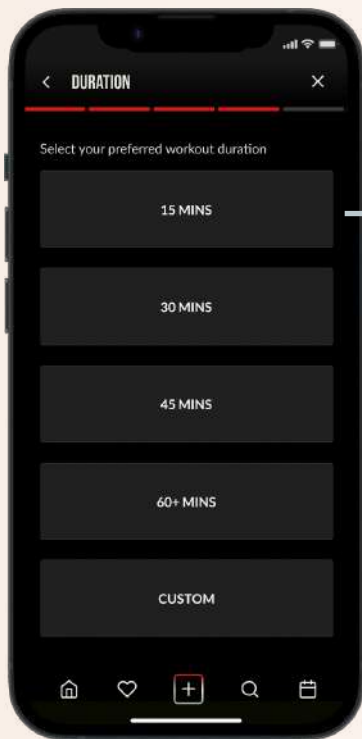 DURATION
Select your preferred workout duration
15 MINS
30 MINS
45 MINS
60+ MINS
CUSTOM